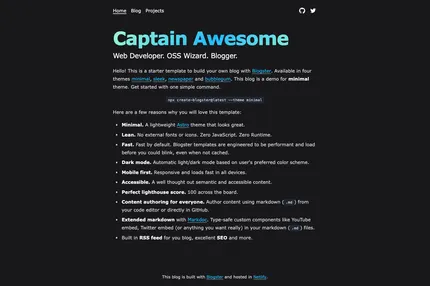 Home Blog Projects
Captain Awesome
Web Developer. OSS Wizard. Blogger.
Hello! This is a starter template to build your own blog with Blogster. Available in four
themes minimal, sleek, newspaper and bubblegum. This blog is a demo for minimal
theme. Get started with one simple command.
npx create-blogster@latest --theme minimal
Here are a few reasons why you will love this template:
• Minimal. A lightweight Astro theme that looks great.
• Lean. No external fonts or icons. Zero JavaScript. Zero Runtime.
• Fast. Fast by default. Blogster templates are engineered to be performant and load
before you could blink, even when not cached.
• Dark mode. Automatic light/dark mode based on user's preferred color scheme.
• Mobile first. Responsive and loads fast in all devices.
• Accessible. A well thought out semantic and accessible content.
• Perfect lighthouse score. 100 across the board.
• Content authoring for everyone. Author content using markdown (.md) from
your code editor or directly in GitHub.
• Extended markdown with Markdoc. Type-safe custom components like YouTube
embed, Twitter embed (or anything you want really) in your markdown (.md) files.
• Built in RSS feed for you blog, excellent SEO and more.
This blog is built with Blogster and hosted in Netlify.